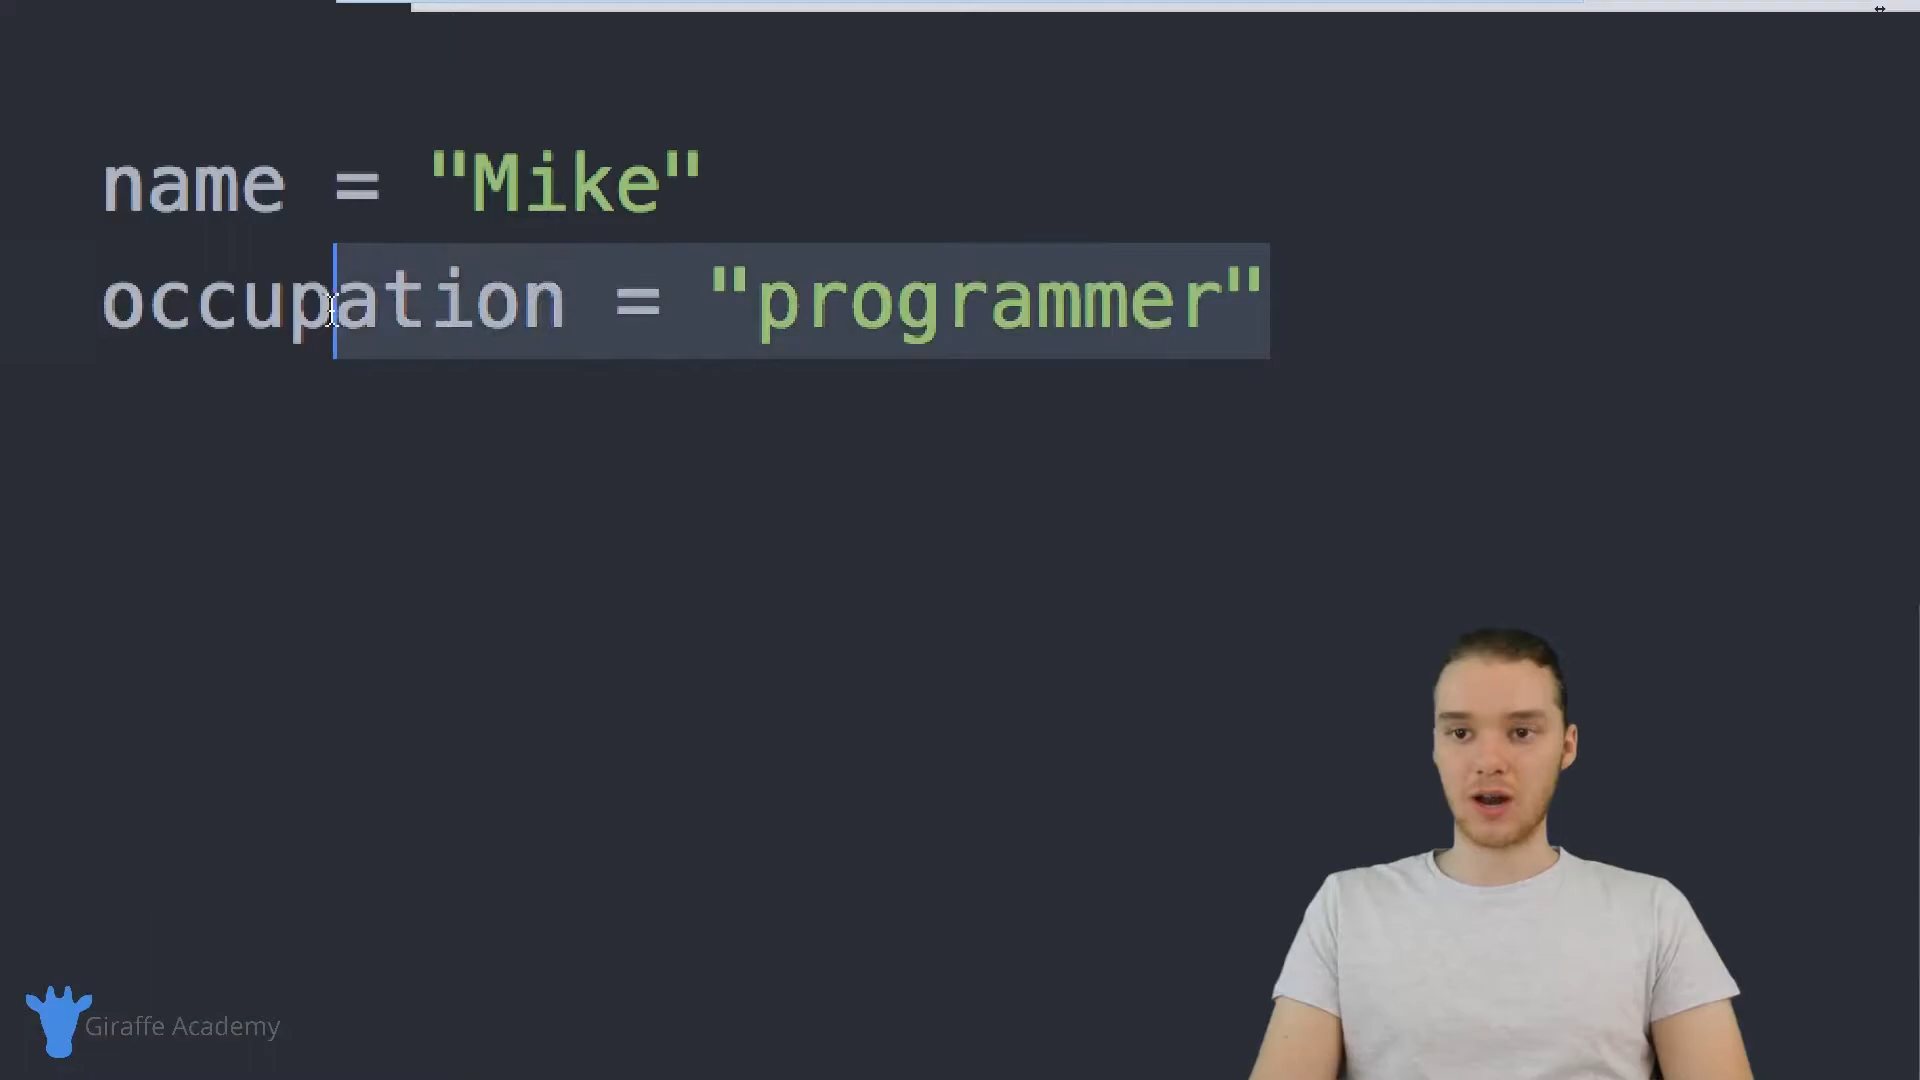 name = "Mike"
occupation = "programmer"
Giraffe Academy